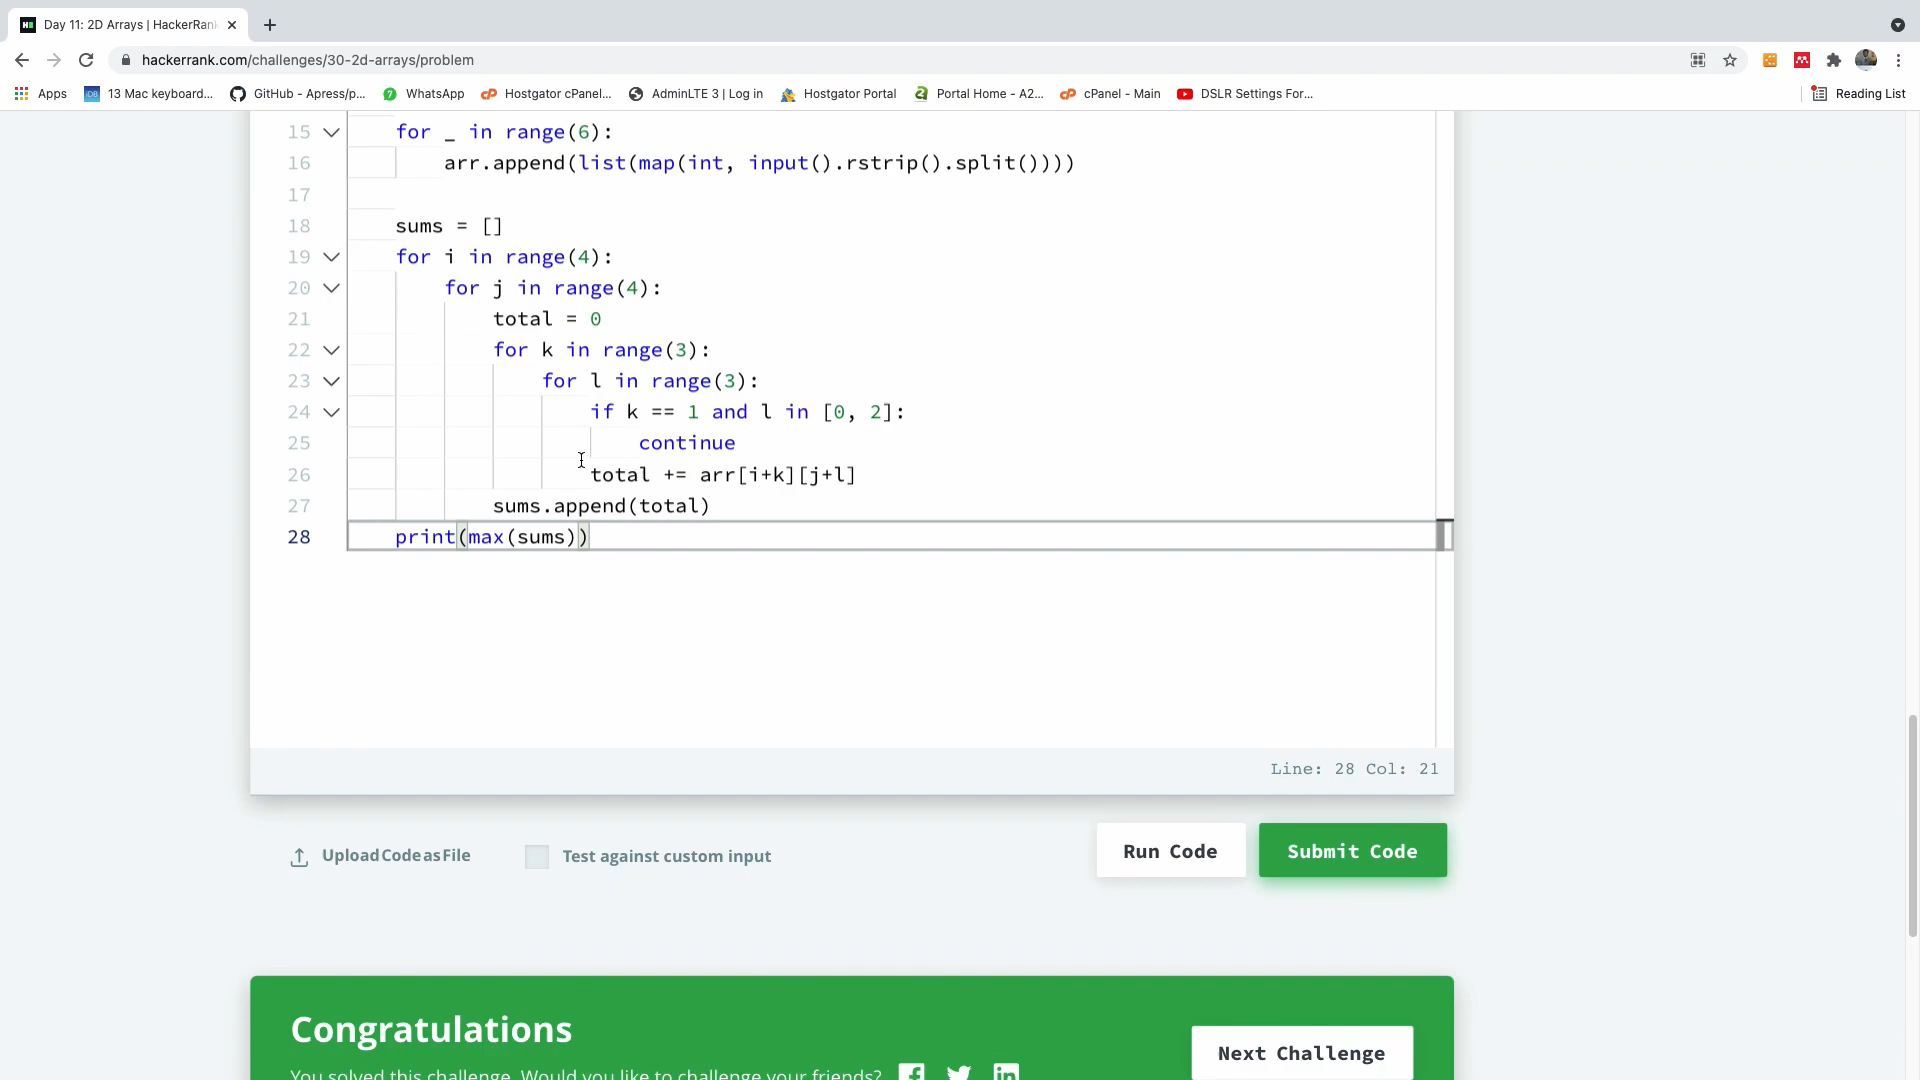 Day 11: 2D Arrays | HackerRank
hackerrank.com/challenges/30-2d-arrays/problem
Apps
13 Mac keyboard...
GitHub - Apress/p...
WhatsApp
Hostgator cPanel...
AdminLTE 3 | Log in
Hostgator Portal
Portal Home - A2...
cPanel - Main
DSLR Settings For...
Reading List
15 for _ in range(6):
16 arr.append(list(map(int, input().rstrip().split())))
17
18 sums = []
19 for i in range(4):
20 for j in range(4):
21 total = 0
22 for k in range(3):
23 for l in range(3):
24 if k == 1 and l in [0, 2]:
25 continue
26 total += arr[i+k][j+l]
27 sums.append(total)
28 print(max(sums))
Line: 28 Col: 21
Upload Code as File
Test against custom input
Run Code
Submit Code
Congratulations
You solved this challenge. Would you like to challenge your friends?
Next Challenge